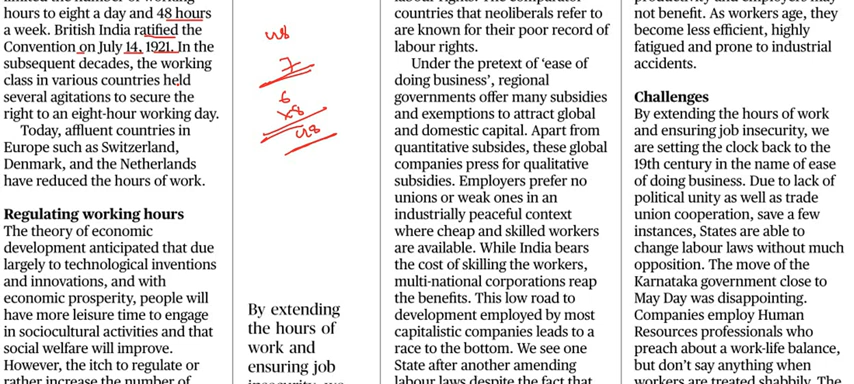 hours to eight a day and 48 hours
a week. British India ratified the
Convention on July 14, 1921. In the
subsequent decades, the working
class in various countries held
several agitations to secure the
right to an eight-hour working day.
Today, affluent countries in
Europe such as Switzerland,
Denmark, and the Netherlands
have reduced the hours of work.
Regulating working hours
The theory of economic
development anticipated that due
largely to technological inventions
and innovations, and with
economic prosperity, people will
have more leisure time to engage
in sociocultural activities and that
social welfare will improve.
However, the itch to regulate or
rather increase the number of
48
7
6
x8
48
By extending
the hours of
work and
ensuring job
countries that neoliberals refer to
are known for their poor record of
labour rights.
Under the pretext of ‘ease of
doing business’, regional
governments offer many subsidies
and exemptions to attract global
and domestic capital. Apart from
quantitative subsides, these global
companies press for qualitative
subsidies. Employers prefer no
unions or weak ones in an
industrially peaceful context
where cheap and skilled workers
are available. While India bears
the cost of skilling the workers,
multi-national corporations reap
the benefits. This low road to
development employed by most
capitalistic countries leads to a
race to the bottom. We see one
State after another amending
labour laws despite the fact that
not benefit. As workers age, they
become less efficient, highly
fatigued and prone to industrial
accidents.
Challenges
By extending the hours of work
and ensuring job insecurity, we
are setting the clock back to the
19th century in the name of ease
of doing business. Due to lack of
political unity as well as trade
union cooperation, save a few
instances, States are able to
change labour laws without much
opposition. The move of the
Karnataka government close to
May Day was disappointing.
Companies employ Human
Resources professionals who
preach about a work-life balance,
but don’t say anything when
workers are treated shabbily. The